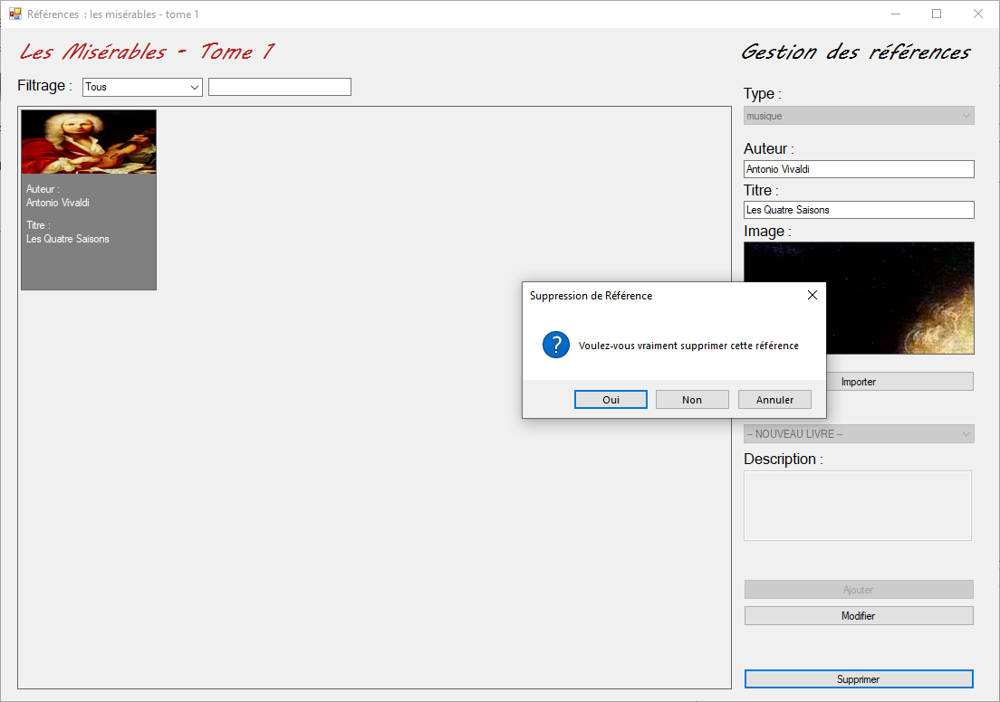 Références : les misérables - tome 1
Les Misérables - Tome 1
Gestion des références
Filtrage :
Tous
Auteur :
Antonio Vivaldi
Titre :
Les Quatre Saisons
Type :
musique
Auteur :
Antonio Vivaldi
Titre :
Les Quatre Saisons
Image :
Suppression de Référence
?
Voulez-vous vraiment supprimer cette référence
Oui
Non
Annuler
Importer
-- NOUVEAU LIVRE --
Description :
Ajouter
Modifier
Supprimer